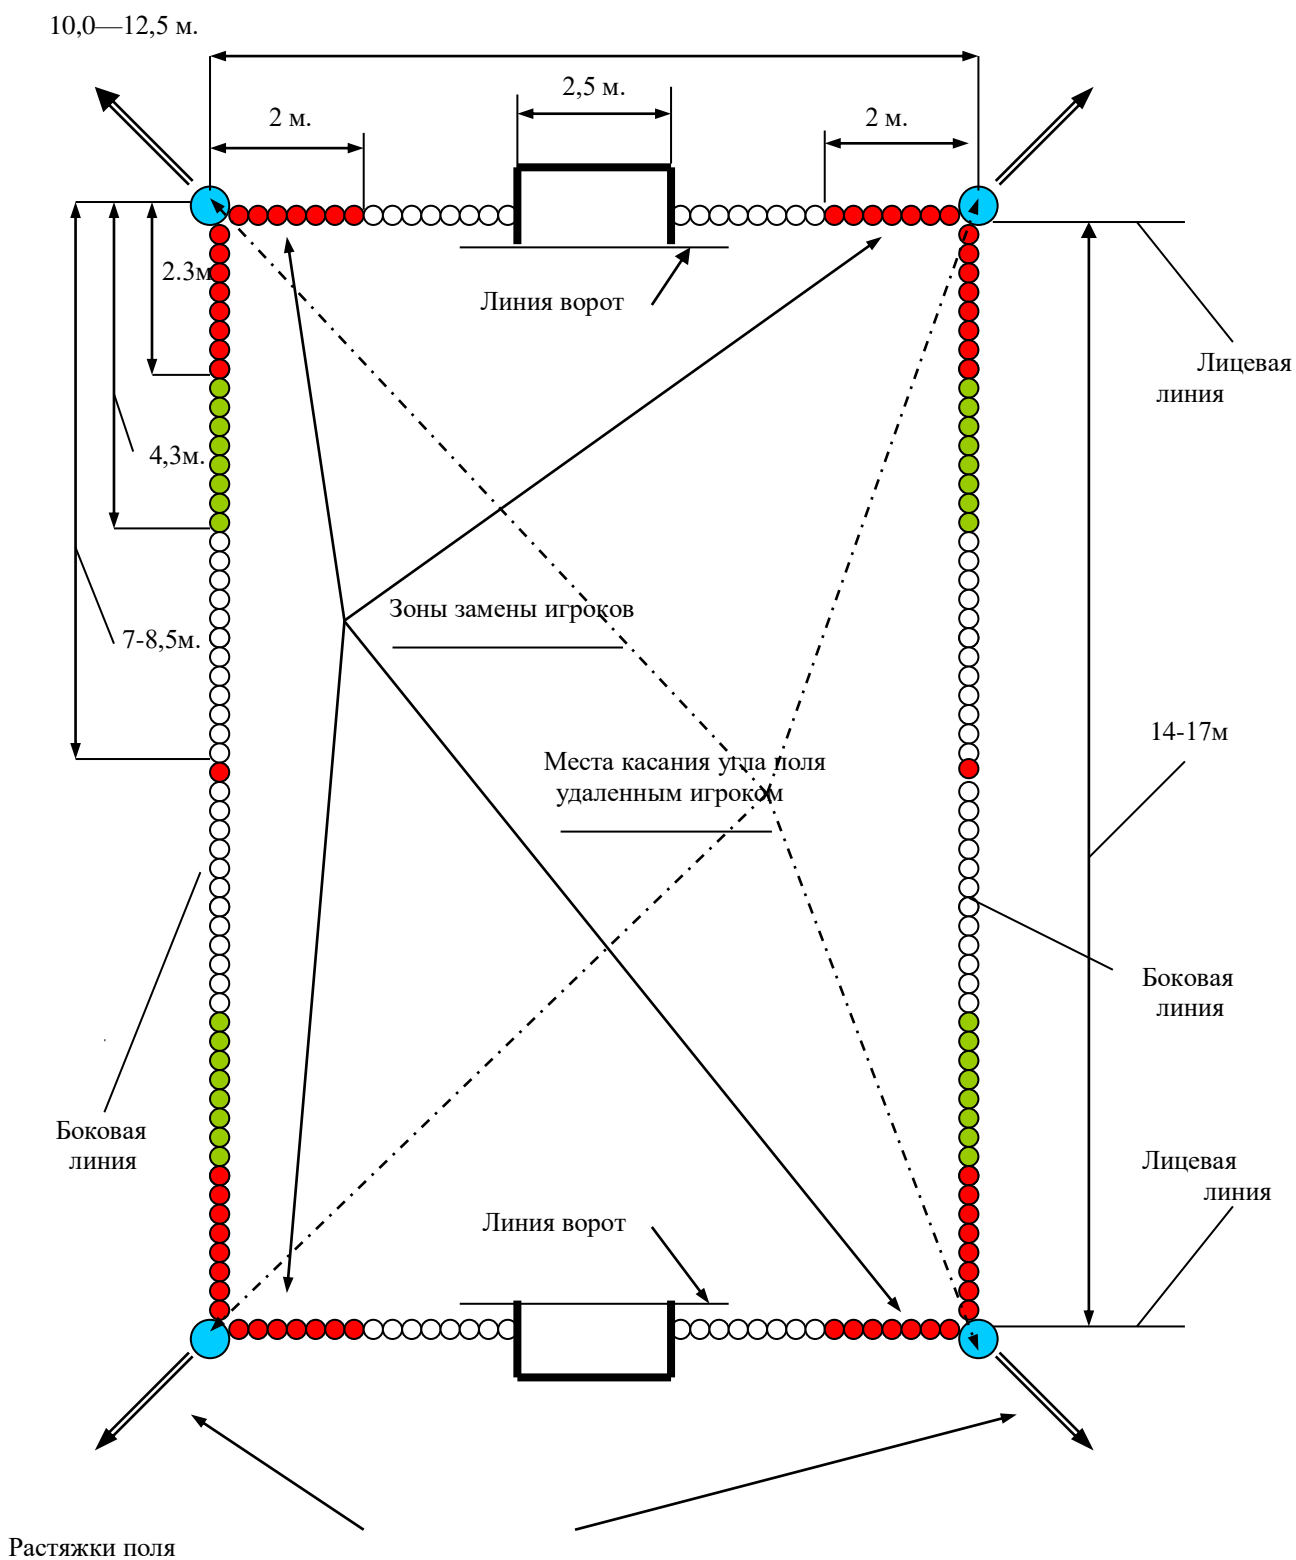 10,0—12,5 м.
2,5 м.
2 м.
2 м.
2.3м
Линия ворот
Лицевая
линия
4,3м.
Зоны замены игроков
7-8,5м.
14-17м
Места касания угла поля
удаленным игроком
Боковая
линия
Боковая
линия
Лицевая
линия
Линия ворот
Растяжки поля